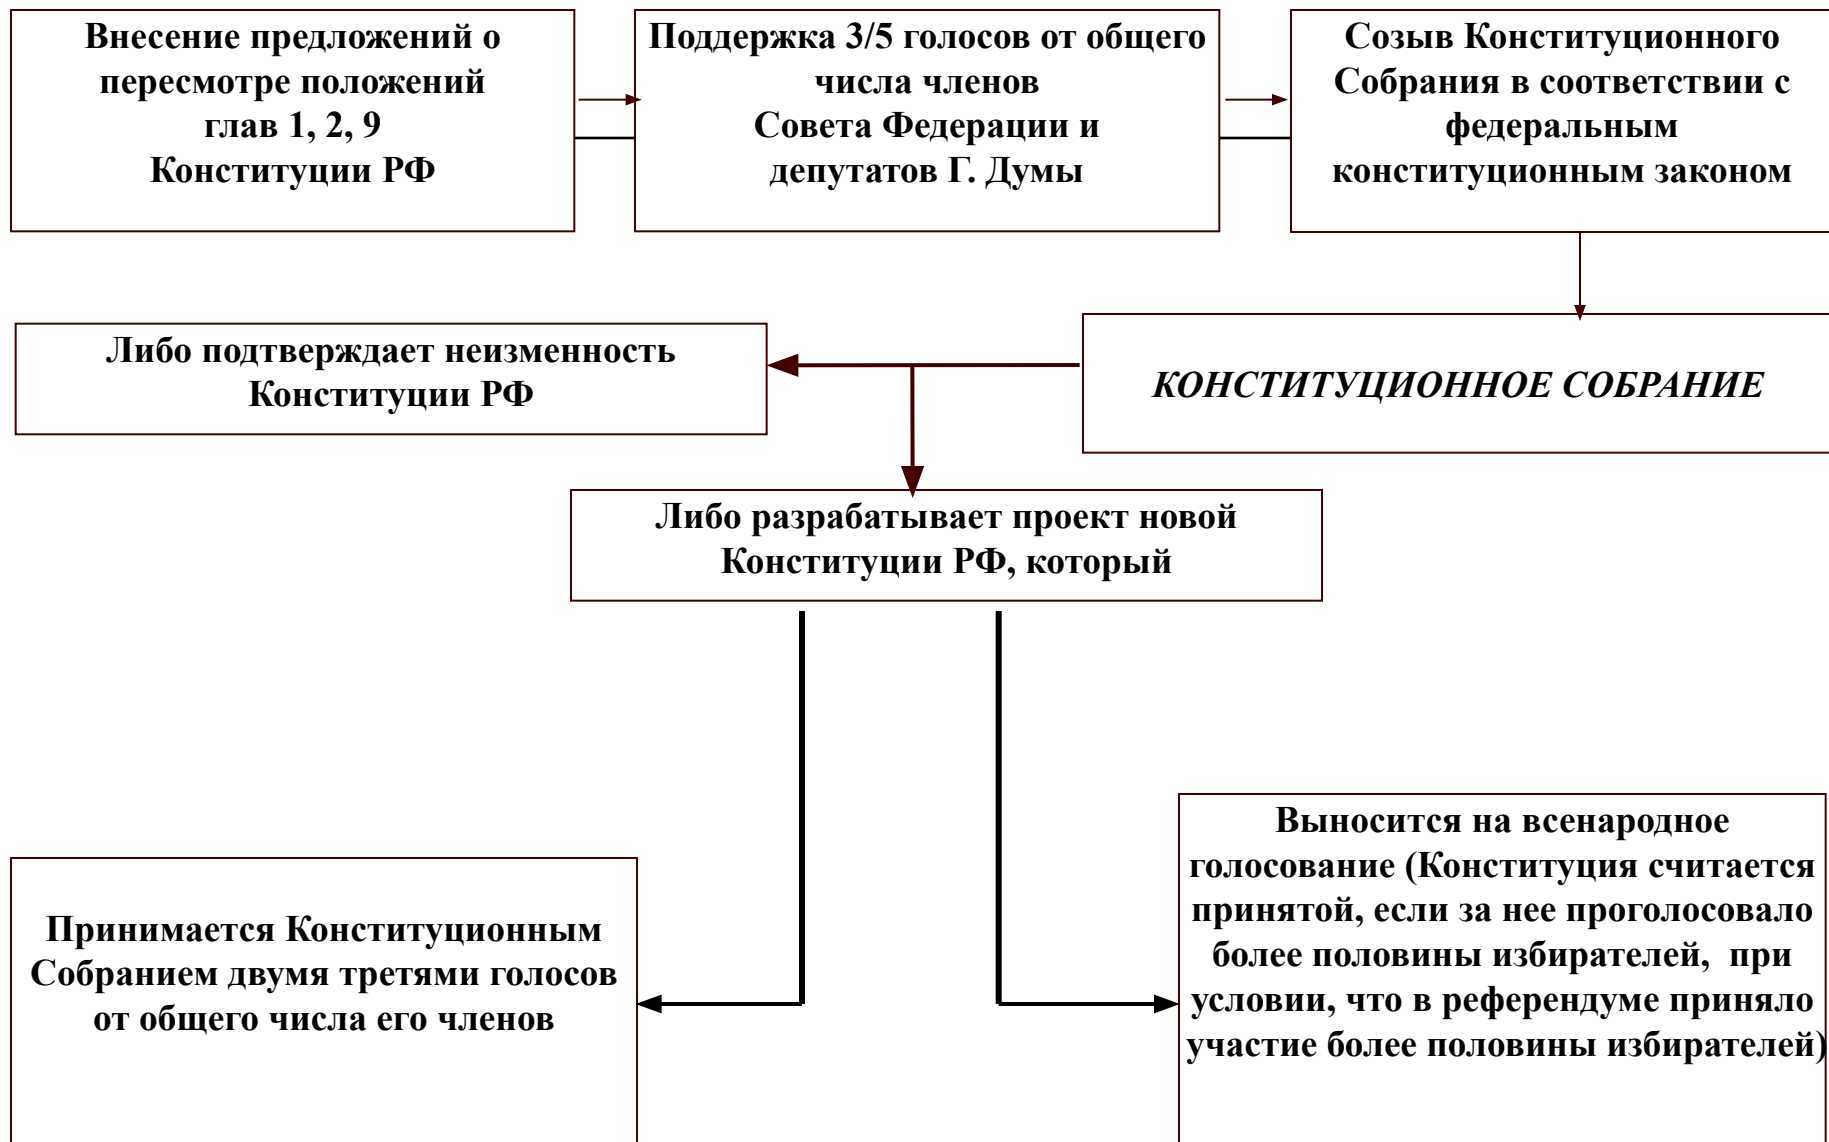 Внесение предложений о
пересмотре положений
глав 1, 2, 9
Конституции РФ
Поддержка 3/5 голосов от общего
числа членов
Совета Федерации и
депутатов Г. Думы
Созыв Конституционного
Собрания в соответствии с
федеральным
конституционным законом
Либо подтверждает неизменность
Конституции РФ
КОНСТИТУЦИОННОЕ СОБРАНИЕ
Либо разрабатывает проект новой
Конституции РФ, который
Принимается Конституционным
Собранием двумя третями голосов
от общего числа его членов
Выносится на всенародное
голосование (Конституция считается
принятой, если за нее проголосовало
более половины избирателей, при
условии, что в референдуме приняло
участие более половины избирателей)